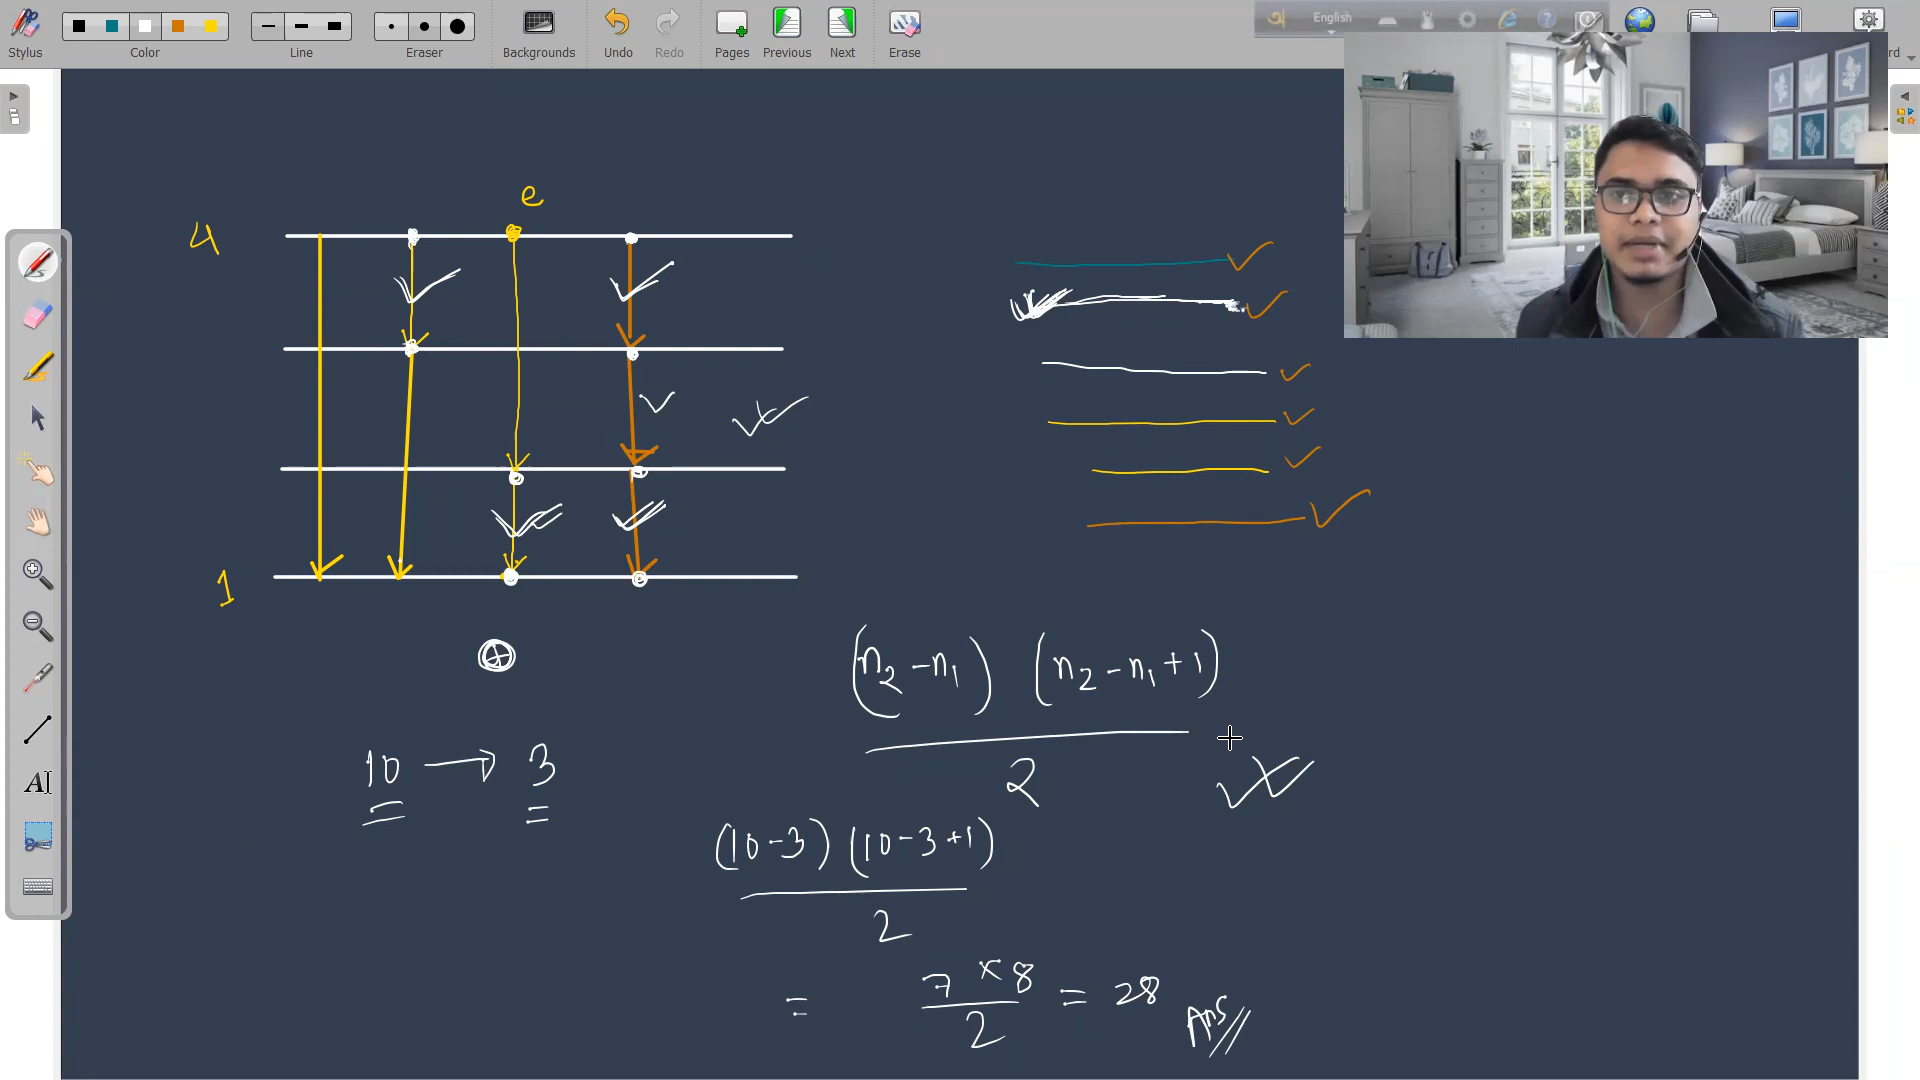 English
Stylus Color Line Eraser Backgrounds Undo Redo Pages Previous Next Erase rd
e
4
1
(n₂-n₁) (n₂-n₁+1)
2
10 → 3
(10-3) (10-3+1)
2
= 7 × 8 = 28 Ans
2